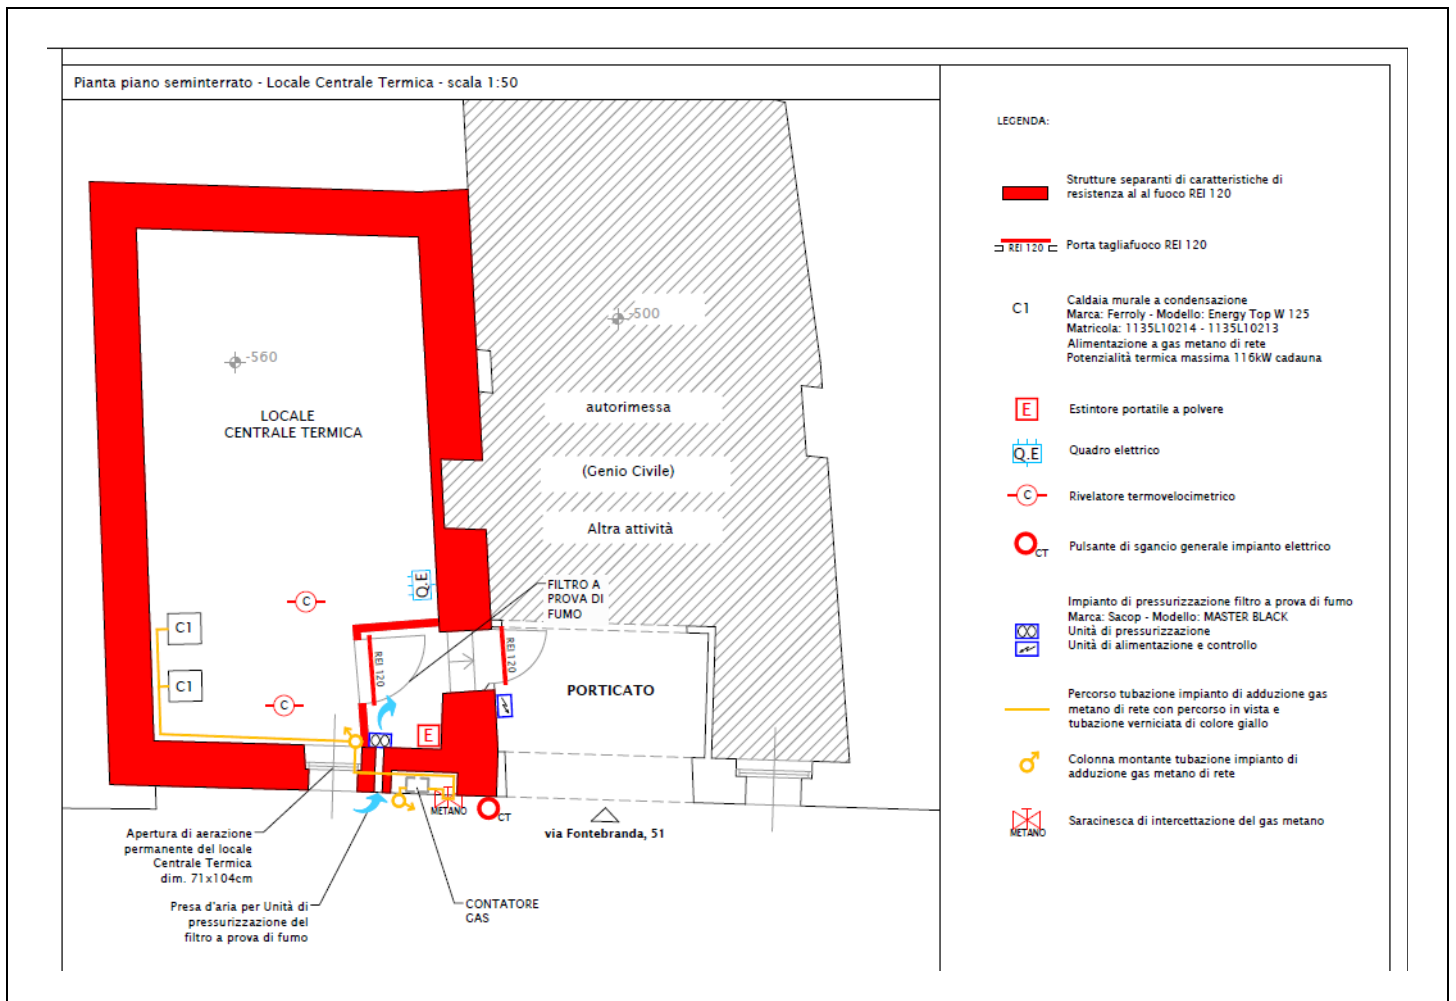 Pianta piano seminterrato - Locale Centrale Termica - scala 1:50
-500
-560
LOCALE
CENTRALE TERMICA
autorimessa
(Genio Civile)
Altra attività
Q.E
FILTRO A
PROVA DI
FUMO
C
C1
C1
C
REI 120
REI 120
PORTICATO
E
METANO
CT
via Fontebranda, 51
Apertura di aerazione
permanente del locale
Centrale Termica
dim. 71x104cm
Presa d'aria per Unità di
pressurizzazione del
filtro a prova di fumo
CONTATORE
GAS
LEGENDA:
Strutture separanti di caratteristiche di
resistenza al al fuoco REI 120
REI 120
Porta tagliafuoco REI 120
C1
Caldaia murale a condensazione
Marca: Ferroly - Modello: Energy Top W 125
Matricola: 1135L10214 - 1135L10213
Alimentazione a gas metano di rete
Potenzialità termica massima 116kW cadauna
E
Estintore portatile a polvere
Q.E
Quadro elettrico
C
Rivelatore termovelocimetrico
CT
Pulsante di sgancio generale impianto elettrico
Impianto di pressurizzazione filtro a prova di fumo
Marca: Sacop - Modello: MASTER BLACK
Unità di pressurizzazione
Unità di alimentazione e controllo
Percorso tubazione impianto di adduzione gas
metano di rete con percorso in vista e
tubazione verniciata di colore giallo
Colonna montante tubazione impianto di
adduzione gas metano di rete
METANO
Saracinesca di intercettazione del gas metano